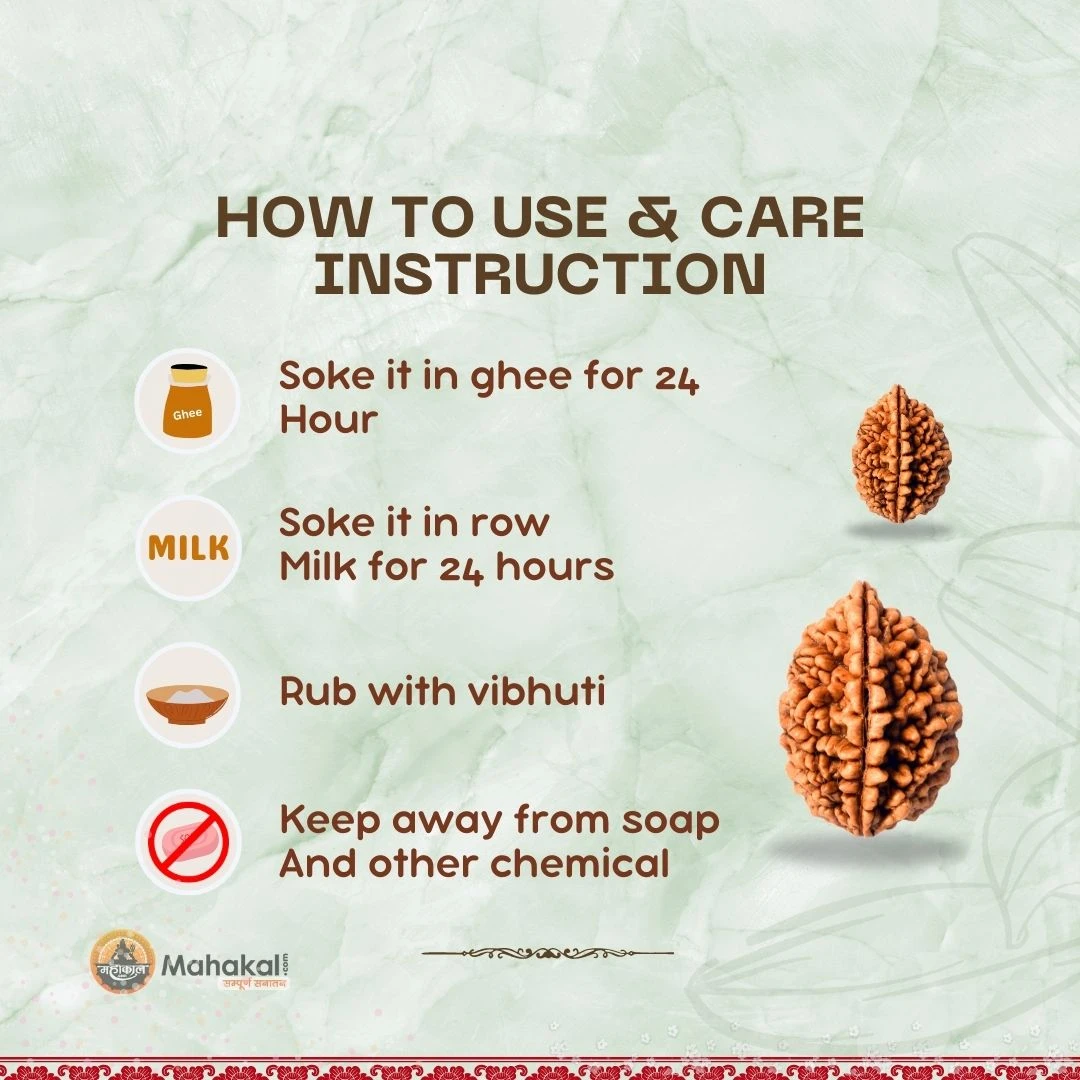 HOW TO USE & CARE
INSTRUCTION
Ghee
Soke it in ghee for 24
Hour
MILK
Soke it in row
Milk for 24 hours
Rub with vibhuti
Keep away from soap
And other chemical
महाकाल
Mahakal.com
सम्पूर्ण सनातन